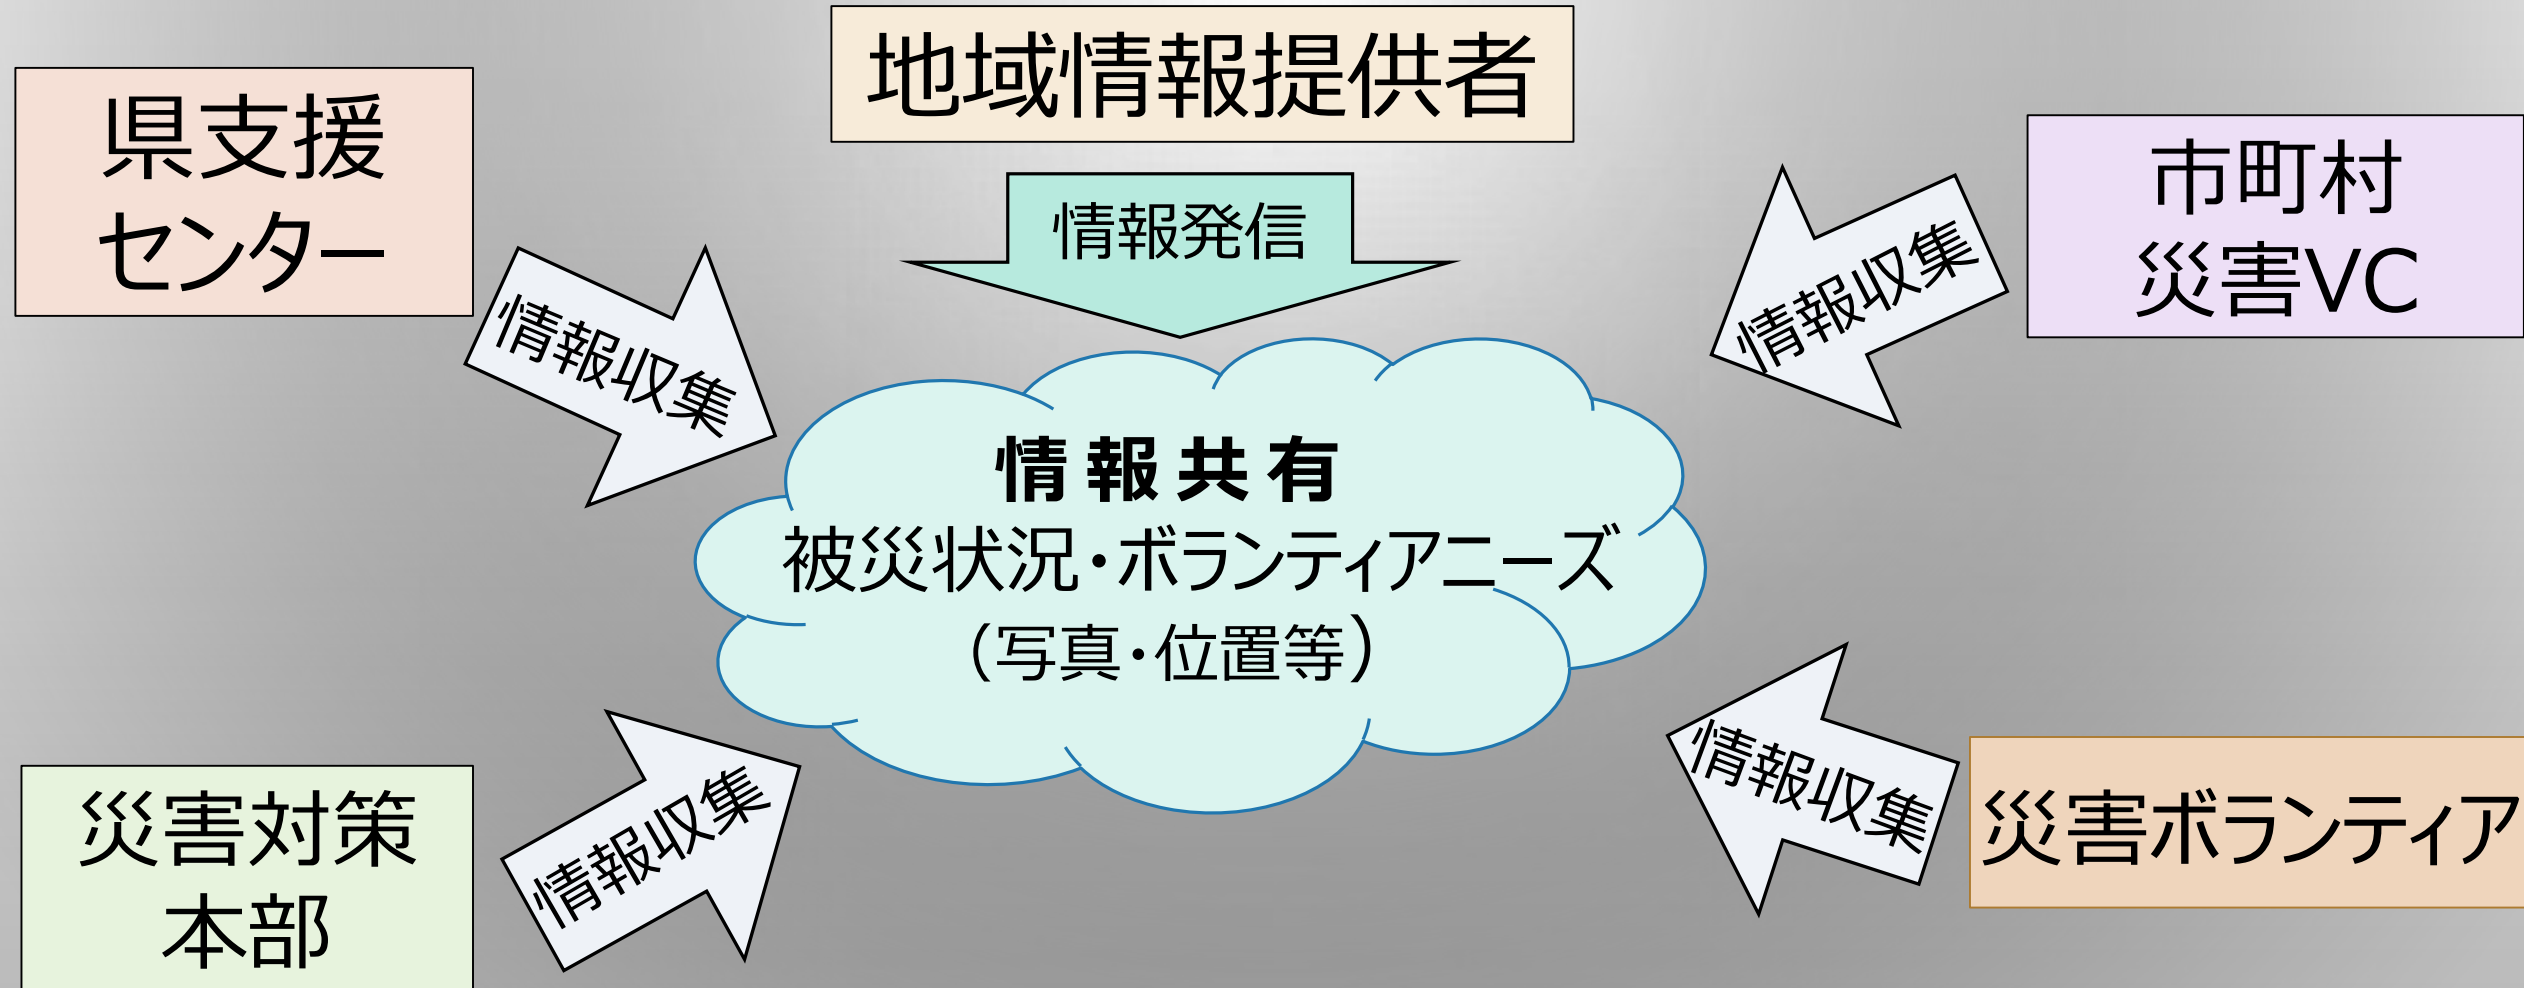 地域情報提供者
県支援
センター
情報発信
市町村
災害VC
情報収集
情報収集
情報共有
被災状況・ボランティアニーズ
（写真・位置等）
情報収集
情報収集
災害対策
本部
災害ボランティア